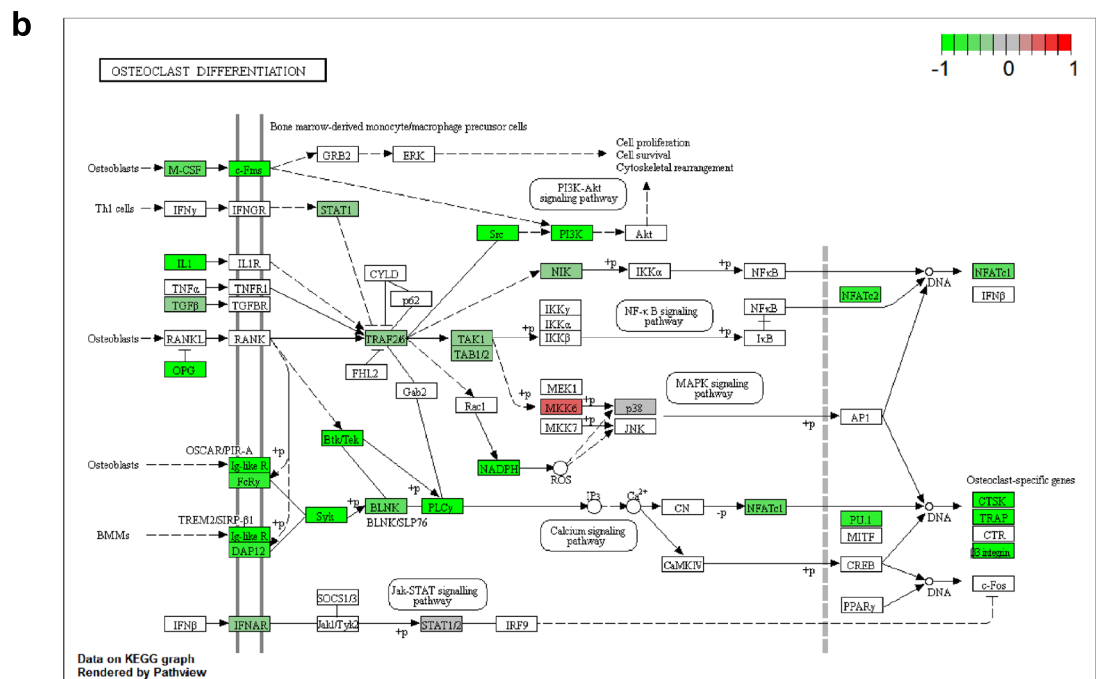 b
-1 0 1
OSTEOCLAST DIFFERENTIATION
Bone marrow-derived monocyte/macrophage precursor cells
GRB2
ERK
Cell proliferation
Cell survival
Cytoskeletal rearrangement
Osteoblasts
M-CSF
c-Fms
PI3K-Akt
signaling pathway
Th1 cells
IFNγ
IFNGR
STAT1
Src
PI3K
Akt
IL1
IL1R
CYLD
NIK
+p
IKKα
+p
NFκB
DNA
NFATc1
TNFα
TNFR1
p62
NFATc2
IFNβ
TGFβ
TGFBR
IKKγ
IKKα
IKKβ
NF-κ B signaling
pathway
NFκB
+p
+p
Osteoblasts
RANKL
RANK
TRAF2/6
TAK1
TAB1/2
IκB
OPG
FHL2
Gab2
Rac1
MEK1
MAPK signaling
pathway
+p
MKK6
+p
p38
MKK7
+p
JNK
+p
AP1
Btk/Tek
OSCAR/PIR-A
+p
Osteoblasts
Ig-like R
FcRγ
NADPH
ROS
Osteoclast-specific genes
+p
Syk
+p
BLNK
BLNK/SLP76
PLCγ
IP3
Ca2+
CN
-p
NFATc1
DNA
CTSK
TRAP
CTR
β3 integrin
PU.1
MITF
TREM2/SIRP-β1
+p
BMMs
Ig-like R
DAP12
Calcium signaling
pathway
CaMKIV
+p
CREB
DNA
c-Fos
PPARγ
SOCS1/3
Jak-STAT signalling
pathway
IFNβ
IFNAR
Jak1/Tyk2
+p
STAT1/2
IRF9
Data on KEGG graph
Rendered by Pathview